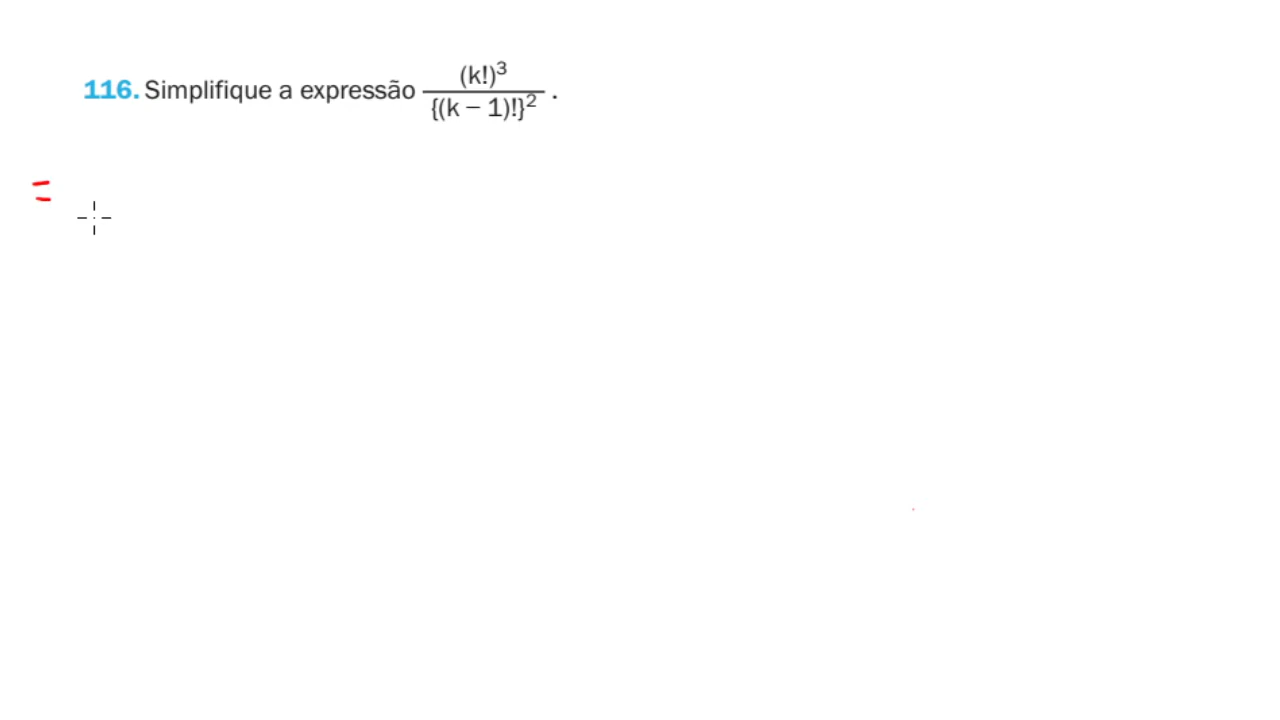 116. Simplifique a expressão (k!)³ / {(k – 1)!}² .
=